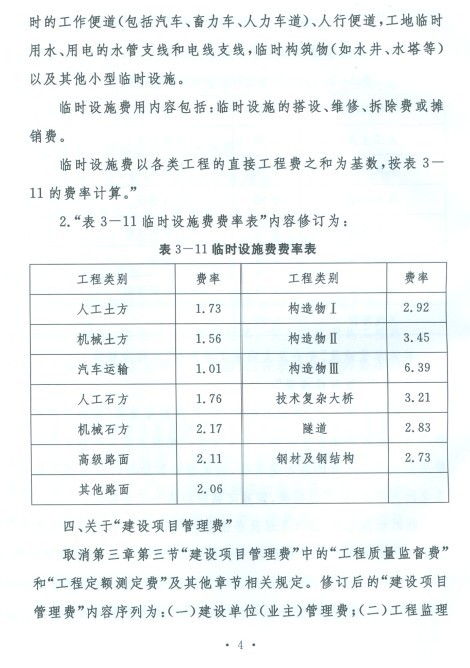 时的工作便道(包括汽车、畜力车、人力车道)、人行便道,工地临时
用水、用电的水管支线和电线支线,临时构筑物(如水井、水塔等)
以及其他小型临时设施。
临时设施费用内容包括:临时设施的搭设、维修、拆除费或摊
销费。
临时设施费以各类工程的直接工程费之和为基数,按表 3—
11 的费率计算。”
2.“表 3—11 临时设施费费率表”内容修订为:
表 3—11 临时设施费费率表
工程类别 费率 工程类别 费率
人工土方 1.73 构造物Ⅰ 2.92
机械土方 1.56 构造物Ⅱ 3.45
汽车运输 1.01 构造物Ⅲ 6.39
人工石方 1.76 技术复杂大桥 3.21
机械石方 2.17 隧道 2.83
高级路面 2.11 钢材及钢结构 2.73
其他路面 2.06
四、关于“建设项目管理费”
取消第三章第三节“建设项目管理费”中的“工程质量监督费”
和“工程定额测定费”及其他章节相关规定。修订后的“建设项目
管理费”内容序列为:(一)建设单位(业主)管理费;(二)工程监理
• 4 •